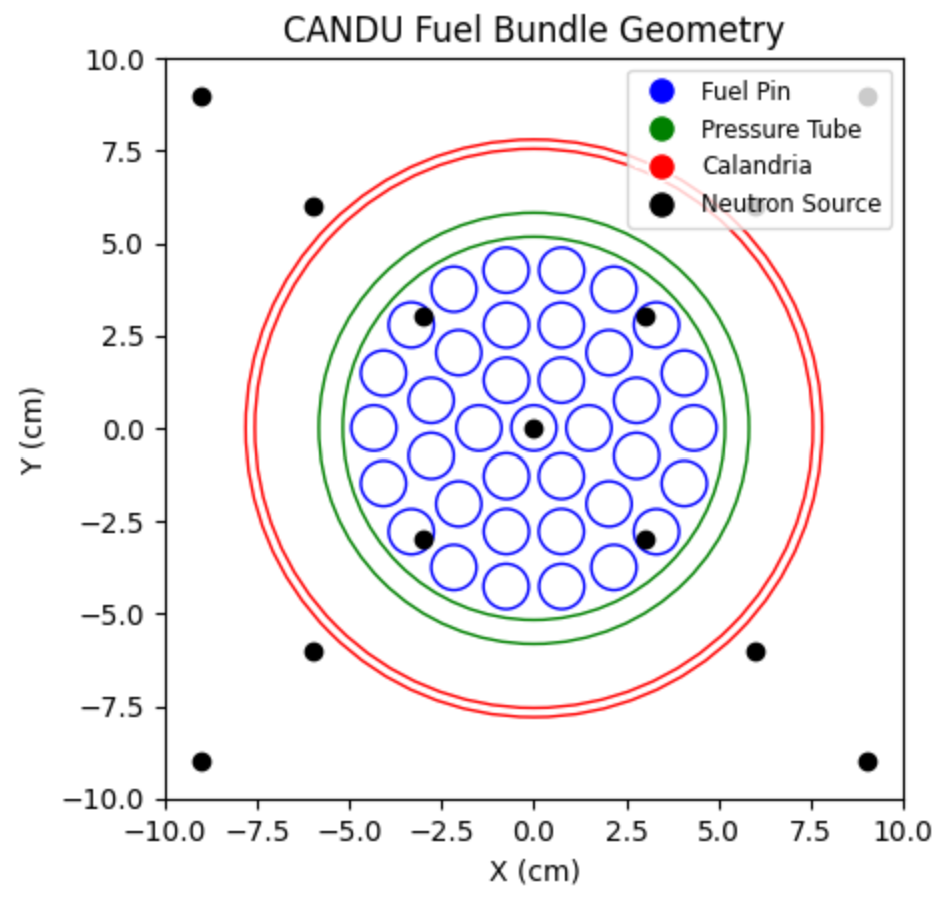 CANDU Fuel Bundle Geometry
Fuel Pin
Pressure Tube
Calandria
Neutron Source
10.0
7.5
5.0
2.5
0.0
−2.5
−5.0
−7.5
−10.0
Y (cm)
−10.0 −7.5 −5.0 −2.5 0.0 2.5 5.0 7.5 10.0
X (cm)